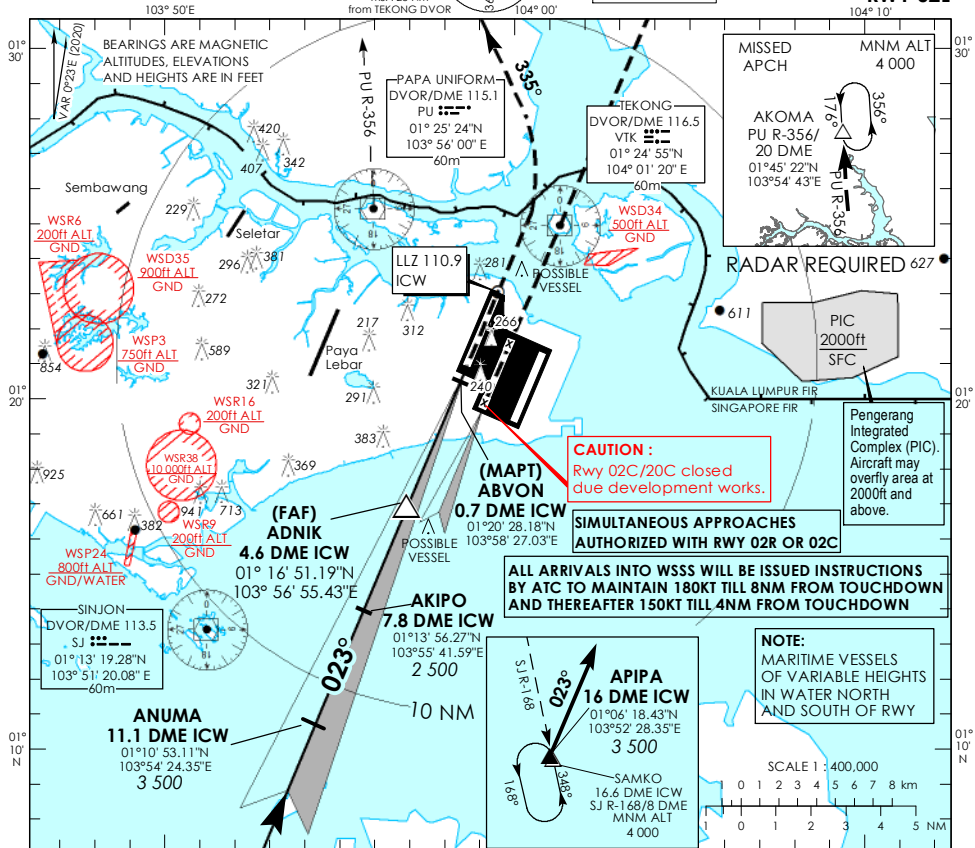 103° 50' E
from TEKONG DVOR
104° 00'
104° 10'
01°
30'
VAR 0°23'E (2020)
BEARINGS ARE MAGNETIC
ALTITUDES, ELEVATIONS
AND HEIGHTS ARE IN FEET
PU R-356
PAPA UNIFORM
DVOR/DME 115.1
PU
01° 25' 24"N
103° 56' 00" E
60m
335°
TEKONG
DVOR/DME 116.5
VTK
01° 24' 55"N
104° 01' 20" E
60m
MISSED
APCH
MNM ALT
4 000
AKOMA
PU R-356/
20 DME
01°45' 22"N
103°54' 43"E
176°
356°
PU R-356
01°
30'
RADAR REQUIRED
627
420
407
342
Sembawang
229
Seletar
296
381
WSR6
200ft ALT
GND
WSD35
900ft ALT
GND
272
WSP3
750ft ALT
GND
854
589
321
217
312
291
383
Paya
Lebar
LLZ 110.9
ICW
281
POSSIBLE
VESSEL
266
240
WSD34
500ft ALT
GND
611
PIC
2000ft
SFC
KUALA LUMPUR FIR
SINGAPORE FIR
01°
20'
01°
20'
Pengerang
Integrated
Complex (PIC).
Aircraft may
overfly area at
2000ft and
above.
WSR16
200ft ALT
GND
WSR38
10 000ft ALT
GND
925
369
941
713
661
382
WSR9
200ft ALT
GND
WSP24
800ft ALT
GND/WATER
CAUTION :
Rwy 02C/20C closed
due development works.
(MAPT)
ABVON
0.7 DME ICW
01°20' 28.18"N
103°58' 27.03"E
(FAF)
ADNIK
4.6 DME ICW
01° 16' 51.19"N
103° 56' 55.43"E
POSSIBLE
VESSEL
SIMULTANEOUS APPROACHES
AUTHORIZED WITH RWY 02R OR 02C
ALL ARRIVALS INTO WSSS WILL BE ISSUED INSTRUCTIONS
BY ATC TO MAINTAIN 180KT TILL 8NM FROM TOUCHDOWN
AND THEREAFTER 150KT TILL 4NM FROM TOUCHDOWN
SINJON
DVOR/DME 113.5
SJ
01°13' 19.28"N
103° 51' 20.08" E
60m
AKIPO
7.8 DME ICW
01°13' 56.27"N
103°55' 41.59"E
2 500
023°
10 NM
ANUMA
11.1 DME ICW
01°10' 53.11"N
103°54' 24.35"E
3 500
SJ R-168
023°
APIPA
16 DME ICW
01°06' 18.43"N
103°52' 28.35"E
3 500
168°
348°
SAMKO
16.6 DME ICW
SJ R-168/8 DME
MNM ALT
4 000
NOTE:
MARITIME VESSELS
OF VARIABLE HEIGHTS
IN WATER NORTH
AND SOUTH OF RWY
01°
10'
N
01°
10'
N
SCALE 1 : 400,000
1 0 1 2 3 4 5 6 7 8 km
1 0 1 2 3 4 5 NM